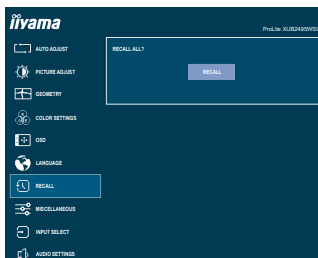 iiyama
ProLite XUB2495WSU
AUTO ADJUST
RECALL ALL?
PICTURE ADJUST
RECALL
GEOMETRY
COLOR SETTINGS
OSD
LANGUAGE
RECALL
MISCELLANEOUS
INPUT SELECT
AUDIO SETTINGS